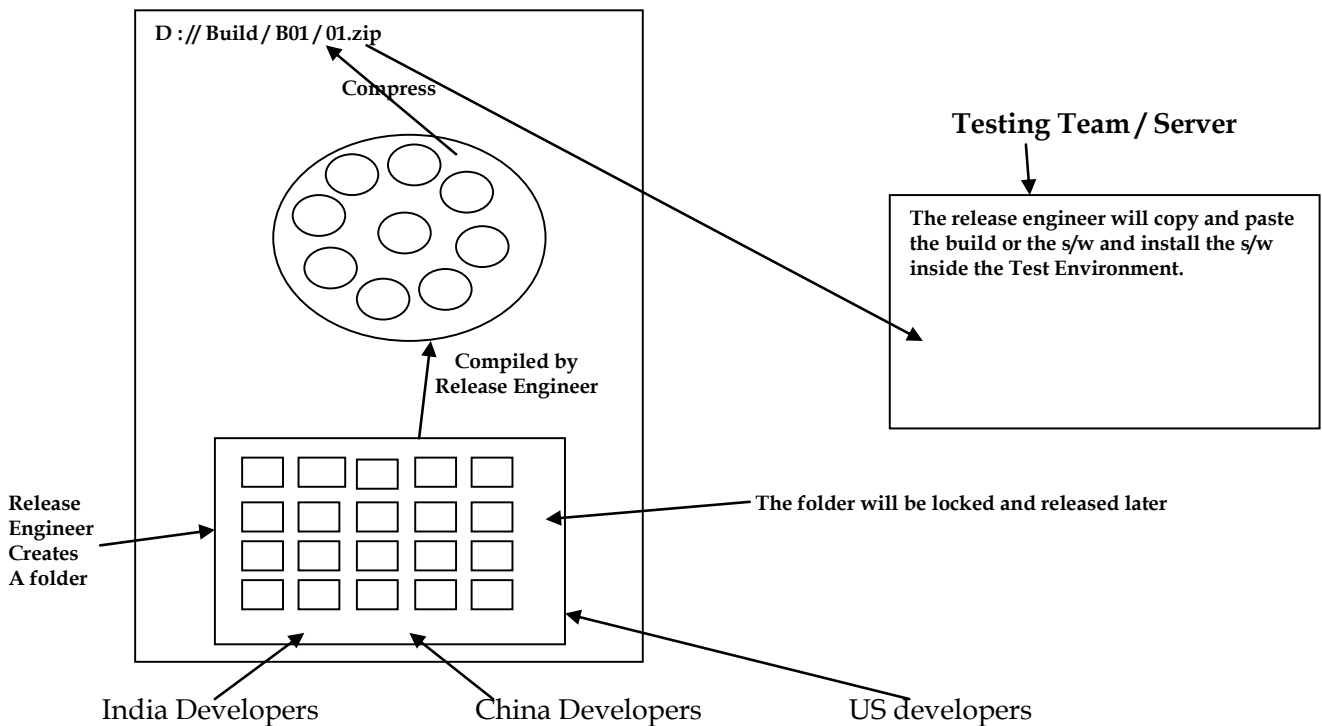 D : // Build / B01 / 01.zip
Compress
Testing Team / Server
The release engineer will copy and paste
the build or the s/w and install the s/w
inside the Test Environment.
Compiled by
Release Engineer
Release
Engineer
Creates
A folder
The folder will be locked and released later
India Developers
China Developers
US developers